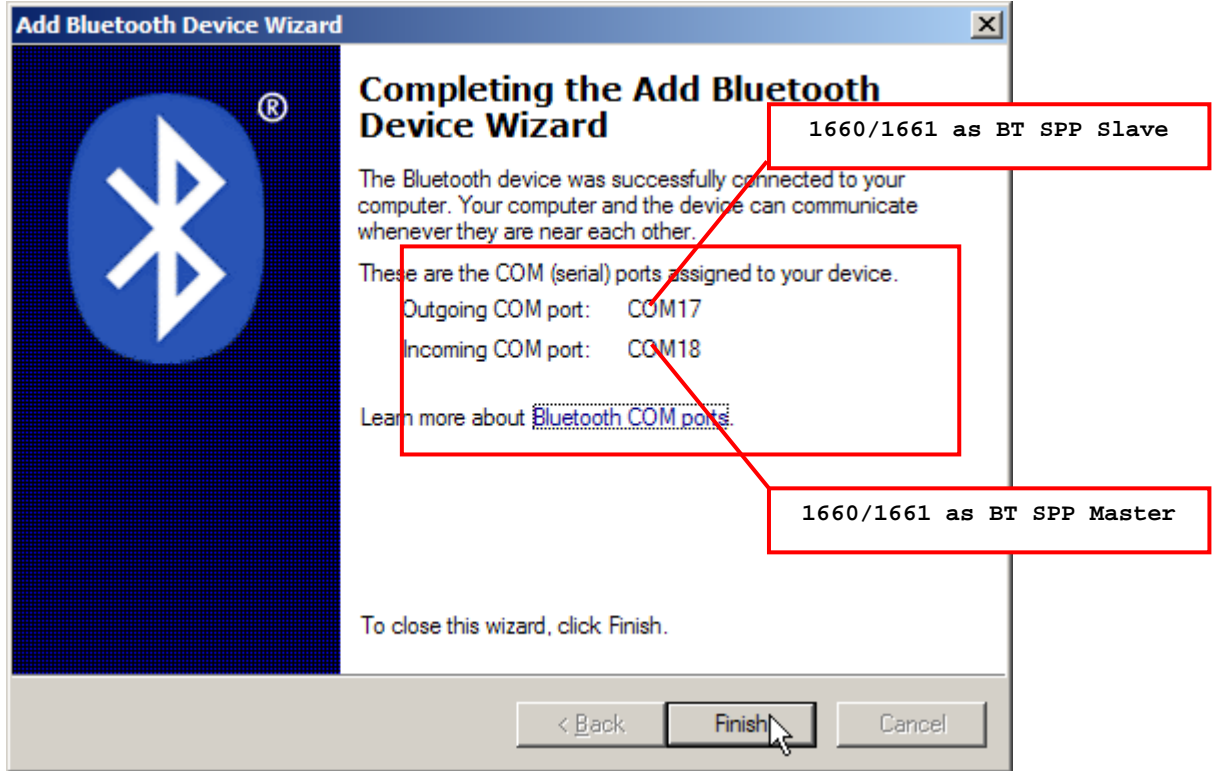 Add Bluetooth Device Wizard
®
Completing the Add Bluetooth
Device Wizard
1660/1661 as BT SPP Slave
The Bluetooth device was successfully connected to your
computer. Your computer and the device can communicate
whenever they are near each other.
These are the COM (serial) ports assigned to your device.
Outgoing COM port: COM17
Incoming COM port: COM18
Learn more about Bluetooth COM ports.
1660/1661 as BT SPP Master
To close this wizard, click Finish.
< Back Finish Cancel